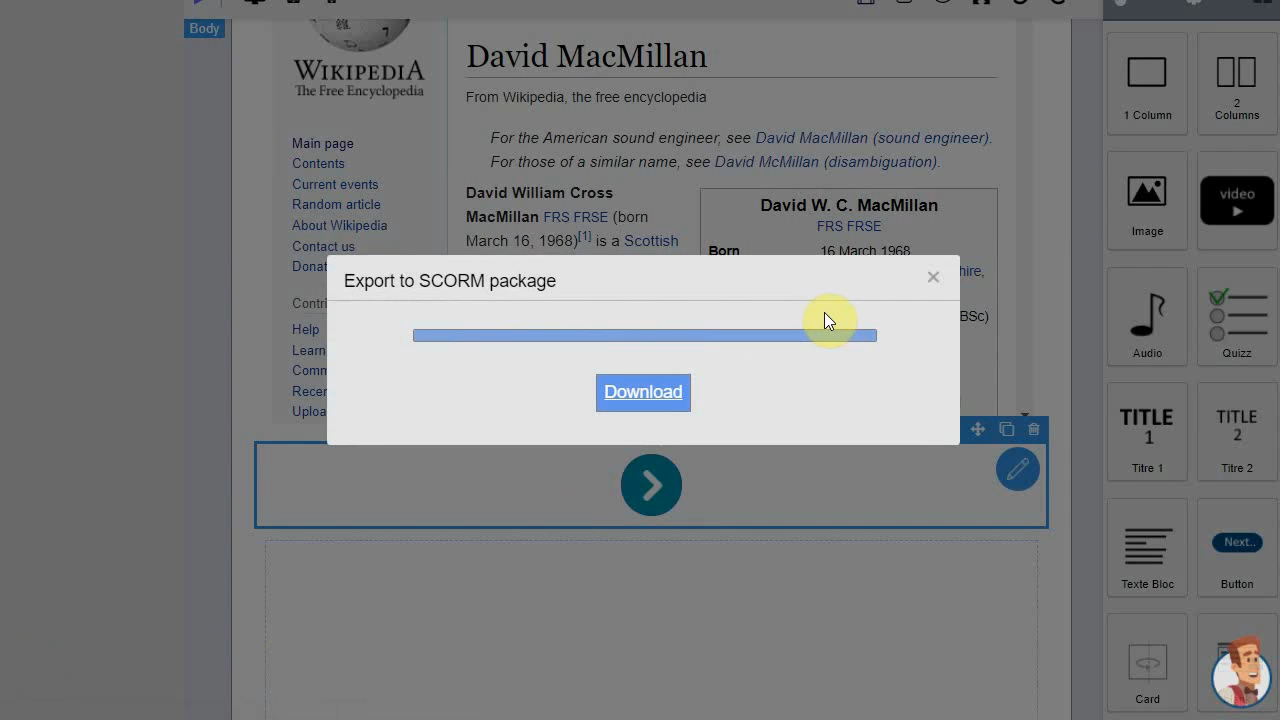 Body
WIKIPEDIA
The Free Encyclopedia
Main page
Contents
Current events
Random article
About Wikipedia
Contact us
Help
David MacMillan
From Wikipedia, the free encyclopedia
For the American sound engineer, see David MacMillan (sound engineer).
For those of a similar name, see David McMillan (disambiguation).
David William Cross
MacMillan FRS FRSE (born
March 16, 1968)[1] is a Scottish
David W. C. MacMillan
FRS FRSE
Born 16 March 1968
BSc)
Export to SCORM package
×
Download
1 Column
2
Columns
Image
video
Audio
Quizz
TITLE
1
Titre 1
TITLE
2
Titre 2
Texte Bloc
Next..
Button
Card